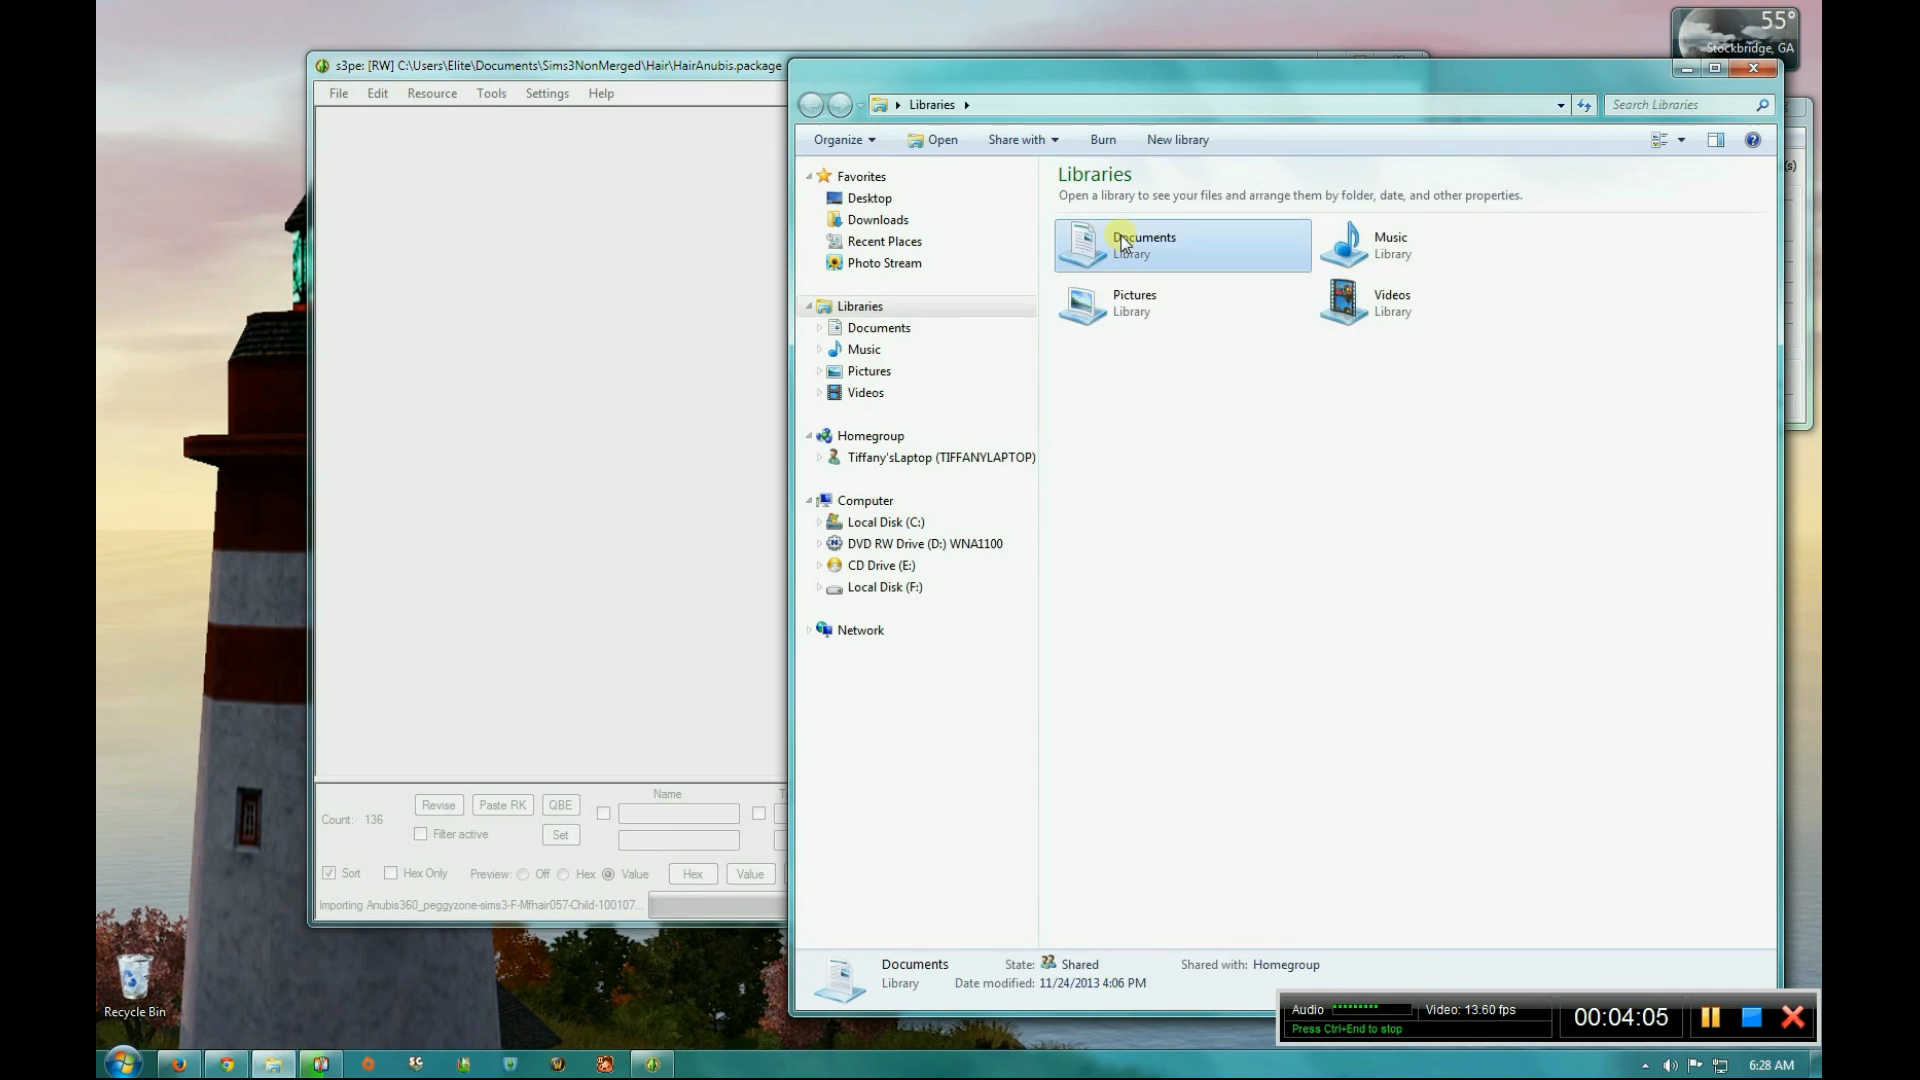 55°
Stockbridge, GA
s3pe: [RW] C:\Users\Elite\Documents\Sims3NonMerged\Hair\HairAnubis.package
File Edit Resource Tools Settings Help
Libraries
Search Libraries
Organize Open Share with Burn New library
Favorites
Desktop
Downloads
Recent Places
Photo Stream
Libraries
Documents
Music
Pictures
Videos
Homegroup
Tiffany'sLaptop (TIFFANYLAPTOP)
Computer
Local Disk (C:)
DVD RW Drive (D:) WNA1100
CD Drive (E:)
Local Disk (F:)
Network
Libraries
Open a library to see your files and arrange them by folder, date, and other properties.
Documents
Library
Music
Library
Pictures
Library
Videos
Library
(s)
Name
Revise Paste RK QBE
Count: 136
Filter active Set
Sort Hex Only Preview: Off Hex Value Hex Value
Importing Anubis360_peggyzone-sims3-F-Mfhair057-Child-100107...
Documents State: Shared Shared with: Homegroup
Library Date modified: 11/24/2013 4:06 PM
Recycle Bin
Audio Video: 13.60 fps
00:04:05
Press Ctrl+End to stop
SC
6:28 AM